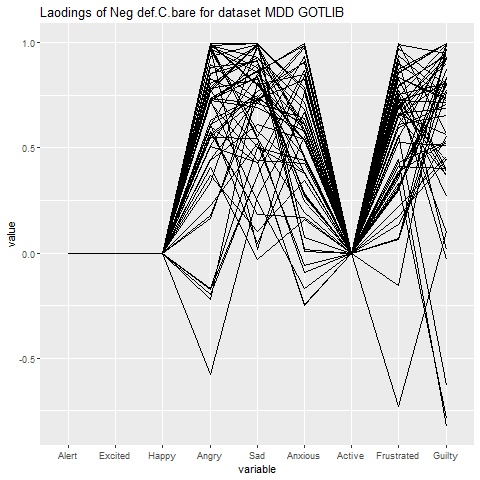 Laodings of Neg def.C.bare for dataset MDD GOTLIB
1.0
0.5
0.0
-0.5
value
Alert Excited Happy Angry Sad Anxious Active Frustrated Guilty
variable